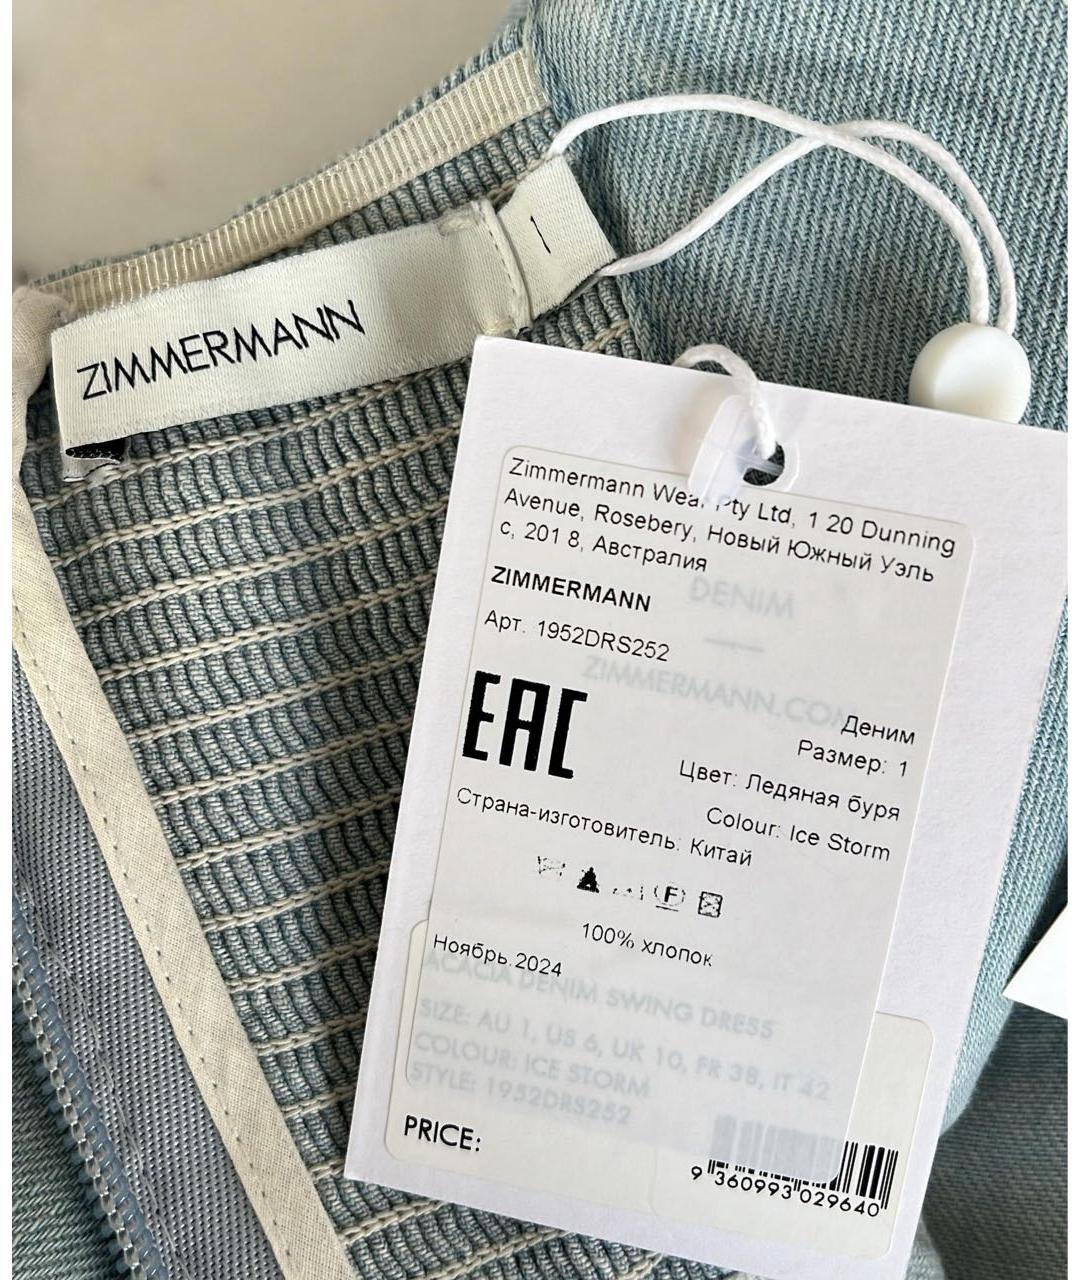 ZIMMERMANN
1
Zimmermann Wear Pty Ltd, 1 20 Dunning
Avenue, Rosebery, Новый Южный Уэль
с, 201 8, Австралия
ZIMMERMANN
DENIM
Арт. 1952DRS252
ZIMMERMANN.COM
EAC
Деним
Размер: 1
Цвет: Ледяная буря
Colour: Ice Storm
Страна-изготовитель: Китай
F
100% хлопок
Ноябрь 2024
ACACIA DENIM SWING DRESS
SIZE: AU 1, US 6, UK 10, FR 38, IT 42
COLOUR: ICE STORM
STYLE: 1952DRS252
PRICE:
9 360993 029640